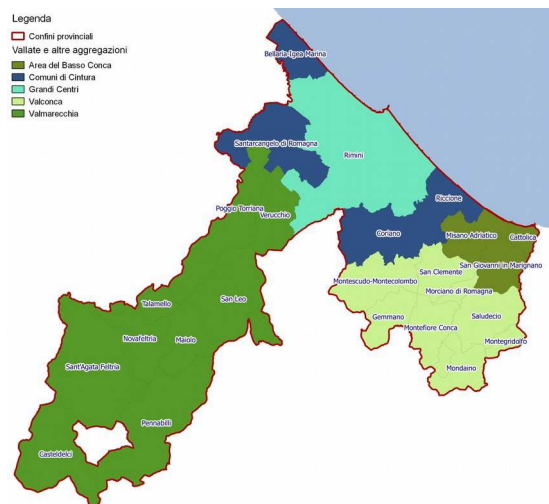 Legenda
Confini provinciali
Vallate e altre aggregazioni
Area del Basso Conca
Comuni di Cintura
Grandi Centri
Valconca
Valmarecchia
Bellaria-Igea Marina
Santarcangelo di Romagna
Rimini
Poggio Torriana
Verucchio
Riccione
Coriano
Misano Adriatico
Cattolica
San Giovanni in Marignano
San Clemente
Montescudo-Montecolombo
Morciano di Romagna
Talamello
San Leo
Gemmano
Saludecio
Montefiore Conca
Novafeltria
Maiolo
Montegridolfo
Sant'Agata Feltria
Mondaino
Pennabilli
Casteldelci